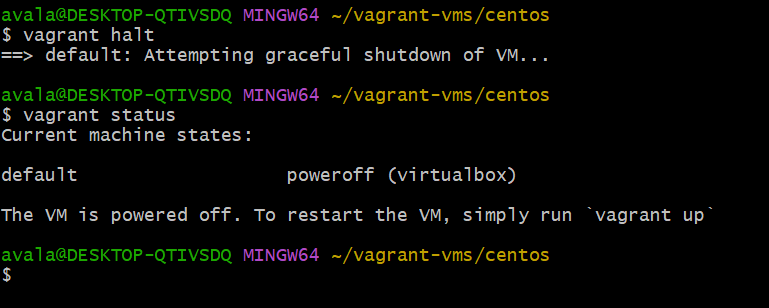 avala@DESKTOP-QTIVSDQ MINGW64 ~/vagrant-vms/centos
$ vagrant halt
==> default: Attempting graceful shutdown of VM...
avala@DESKTOP-QTIVSDQ MINGW64 ~/vagrant-vms/centos
$ vagrant status
Current machine states:
default                   poweroff (virtualbox)
The VM is powered off. To restart the VM, simply run `vagrant up`
avala@DESKTOP-QTIVSDQ MINGW64 ~/vagrant-vms/centos
$